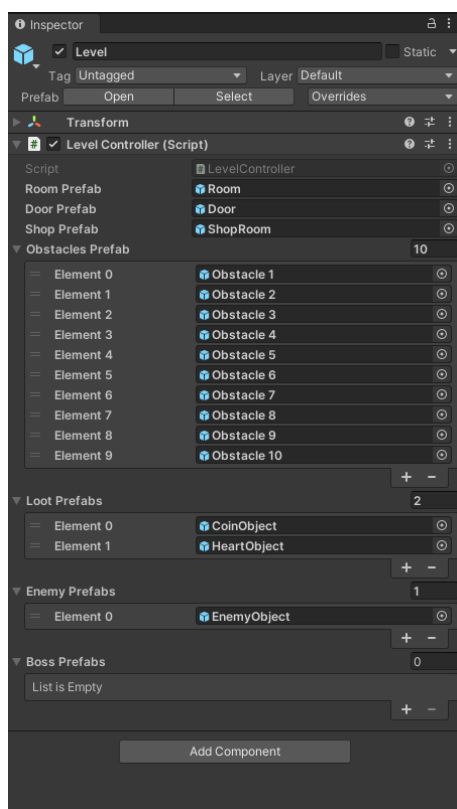 Inspector
Level Static
Tag Untagged Layer Default
Prefab Open Select Overrides
Transform
# Level Controller (Script)
Script LevelController
Room Prefab Room
Door Prefab Door
Shop Prefab ShopRoom
Obstacles Prefab 10
Element 0 Obstacle 1
Element 1 Obstacle 2
Element 2 Obstacle 3
Element 3 Obstacle 4
Element 4 Obstacle 5
Element 5 Obstacle 6
Element 6 Obstacle 7
Element 7 Obstacle 8
Element 8 Obstacle 9
Element 9 Obstacle 10
+ -
Loot Prefabs 2
Element 0 CoinObject
Element 1 HeartObject
+ -
Enemy Prefabs 1
Element 0 EnemyObject
+ -
Boss Prefabs 0
List is Empty
+ -
Add Component